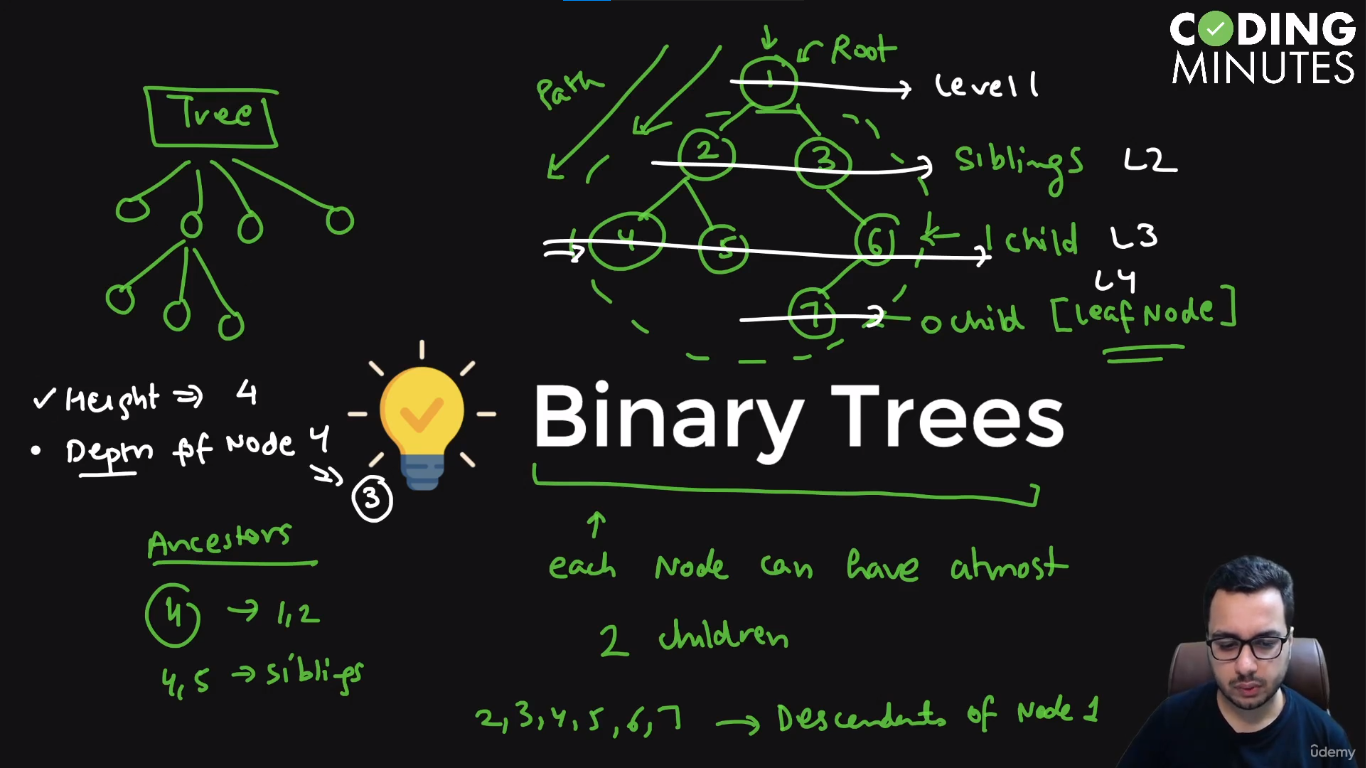 CODING
MINUTES
Tree
Path
Root
1
Level 1
2
3
Siblings
L2
4
5
6
1 child
L3
L4
7
0 child [Leaf Node]
✓ Height ⇒ 4
• Depth of Node 4
⇒ 3
Binary Trees
Ancestors
4 → 1,2
4,5 → siblings
each Node can have atmost
2 children
2,3,4,5,6,7 → Descendents of Node 1
ûdemy